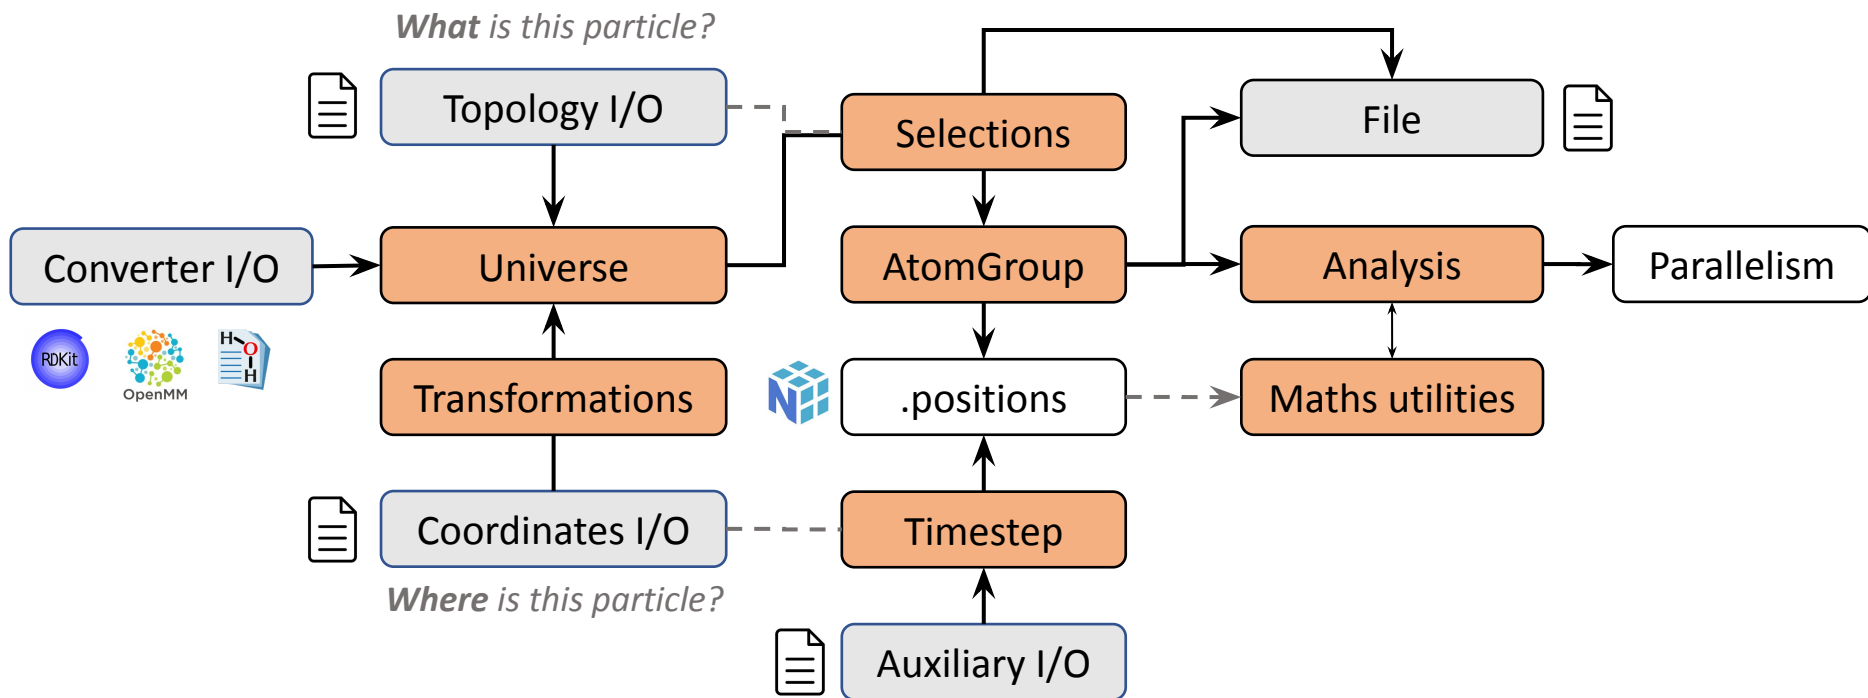 What is this particle?
Topology I/O
Selections
File
Converter I/O
Universe
AtomGroup
Analysis
Parallelism
RDKit
OpenMM
H
O
H
Transformations
N
.positions
Maths utilities
Coordinates I/O
Timestep
Where is this particle?
Auxiliary I/O